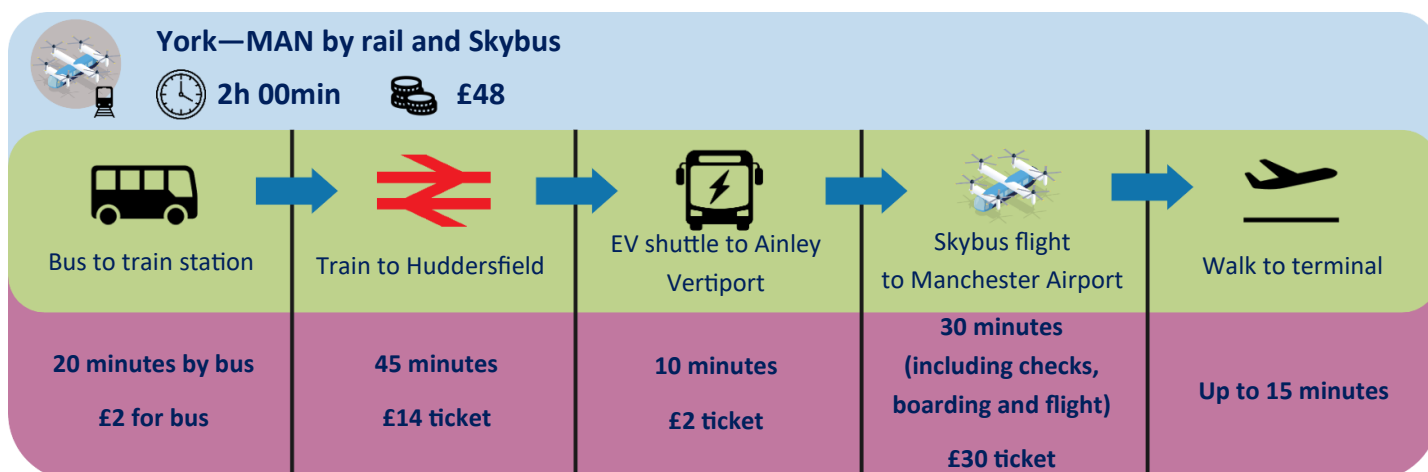 York—MAN by rail and Skybus
2h 00min
£48
Bus to train station
Train to Huddersfield
EV shuttle to Ainley
Vertiport
Skybus flight
to Manchester Airport
Walk to terminal
20 minutes by bus
£2 for bus
45 minutes
£14 ticket
10 minutes
£2 ticket
30 minutes
(including checks,
boarding and flight)
£30 ticket
Up to 15 minutes